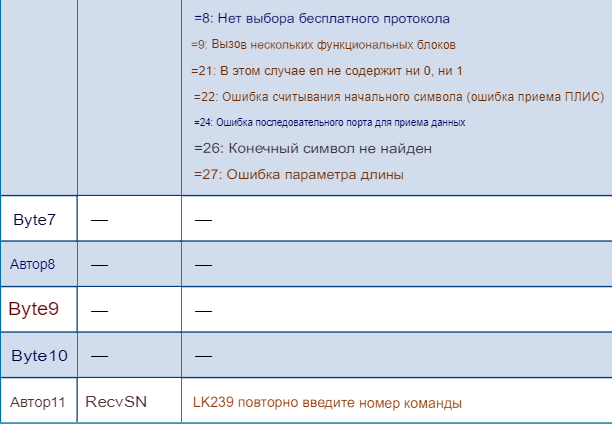 =8: Нет выбора бесплатного протокола
=9: Вызов нескольких функциональных блоков
=21: В этом случае en не содержит ни 0, ни 1
=22: Ошибка считывания начального символа (ошибка приема ПЛИС)
=24: Ошибка последовательного порта для приема данных
=26: Конечный символ не найден
=27: Ошибка параметра длины
Byte7 — —
Автор8 — —
Byte9 — —
Byte10 — —
Автор11 RecvSN LK239 повторно введите номер команды